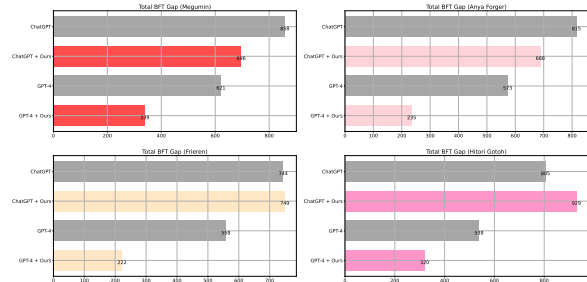 Total BFT Gap (Megumin)
ChatGPT 858
ChatGPT + Ours 696
GPT-4 621
GPT-4 + Ours 339
0 200 400 600 800
Total BFT Gap (Anya Forger)
ChatGPT 815
ChatGPT + Ours 688
GPT-4 573
GPT-4 + Ours 235
0 100 200 300 400 500 600 700 800
Total BFT Gap (Frieren)
ChatGPT 744
ChatGPT + Ours 749
GPT-4 558
GPT-4 + Ours 222
0 100 200 300 400 500 600 700
Total BFT Gap (Hitori Gotoh)
ChatGPT 805
ChatGPT + Ours 929
GPT-4 538
GPT-4 + Ours 320
0 200 400 600 800